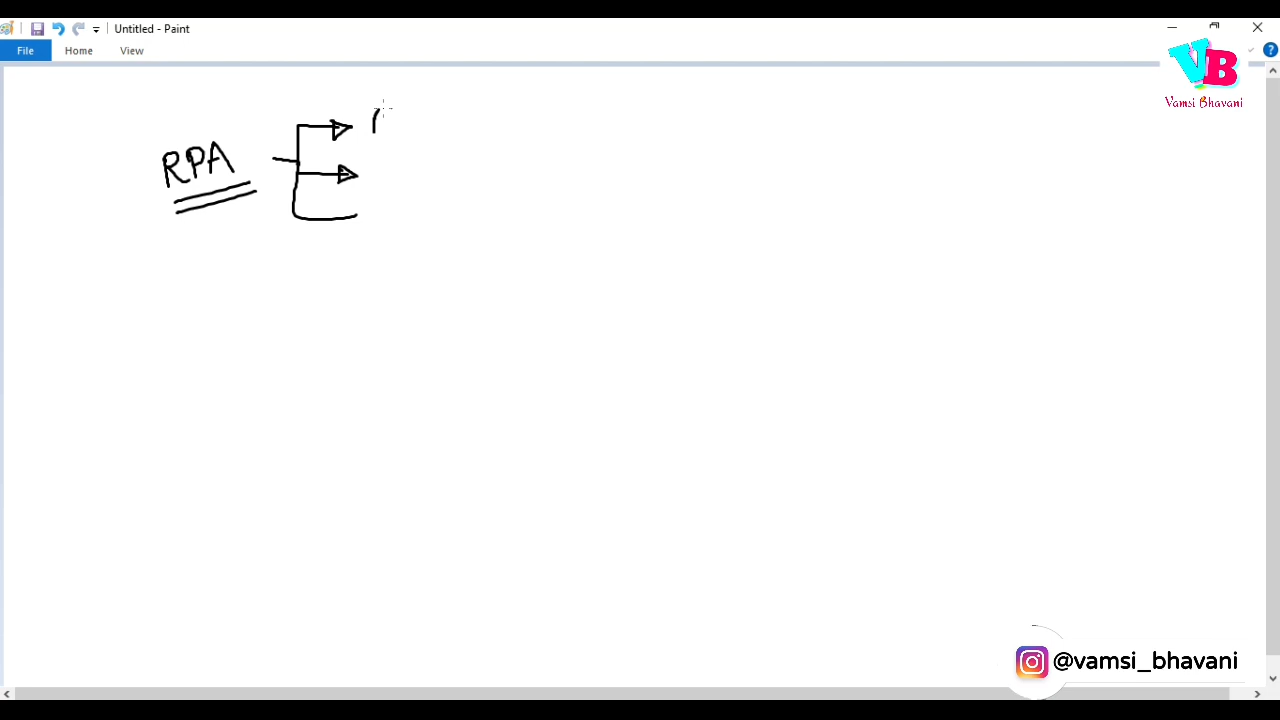 Untitled - Paint
File Home View
VB
Vamsi Bhavani
RPA
@vamsi_bhavani